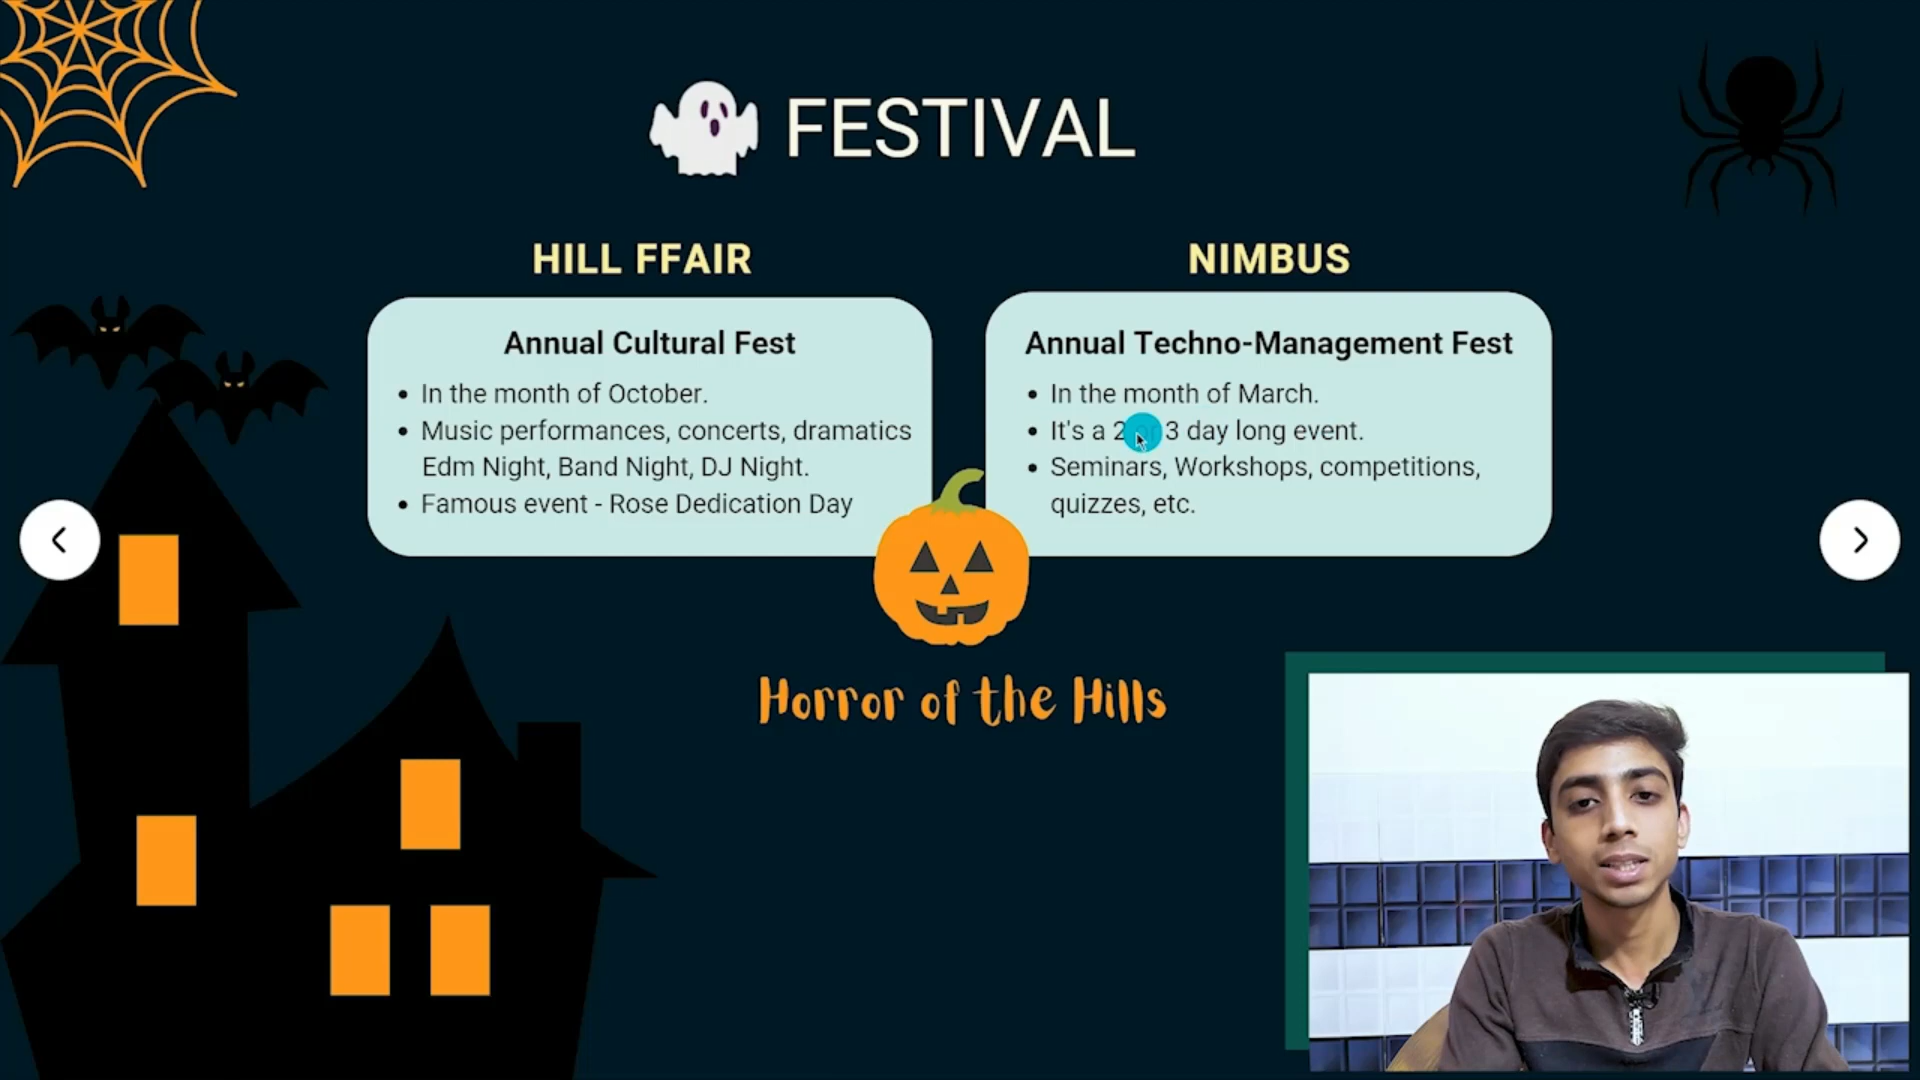 FESTIVAL
HILL FFAIR
Annual Cultural Fest
• In the month of October.
• Music performances, concerts, dramatics
Edm Night, Band Night, DJ Night.
• Famous event - Rose Dedication Day
NIMBUS
Annual Techno-Management Fest
• In the month of March.
• It's a 2 or 3 day long event.
• Seminars, Workshops, competitions,
quizzes, etc.
Horror of the Hills